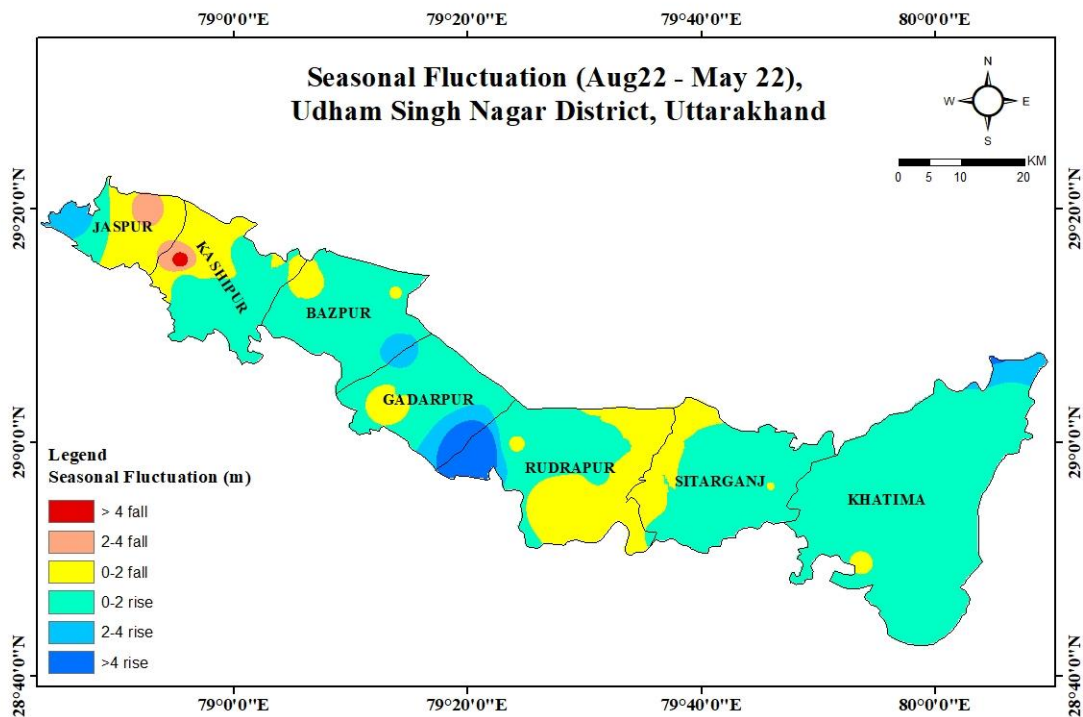 79°0'0"E 79°20'0"E 79°40'0"E 80°0'0"E
Seasonal Fluctuation (Aug22 - May 22),
Udham Singh Nagar District, Uttarakhand
N
W E
S
KM
0 5 10 20
29°20'0"N 29°20'0"N
JASPUR
KASHIPUR
BAZPUR
GADARPUR
29°0'0"N 29°0'0"N
RUDRAPUR
SITARGANJ
KHATIMA
Legend
Seasonal Fluctuation (m)
> 4 fall
2-4 fall
0-2 fall
0-2 rise
2-4 rise
>4 rise
28°40'0"N 28°40'0"N
79°0'0"E 79°20'0"E 79°40'0"E 80°0'0"E